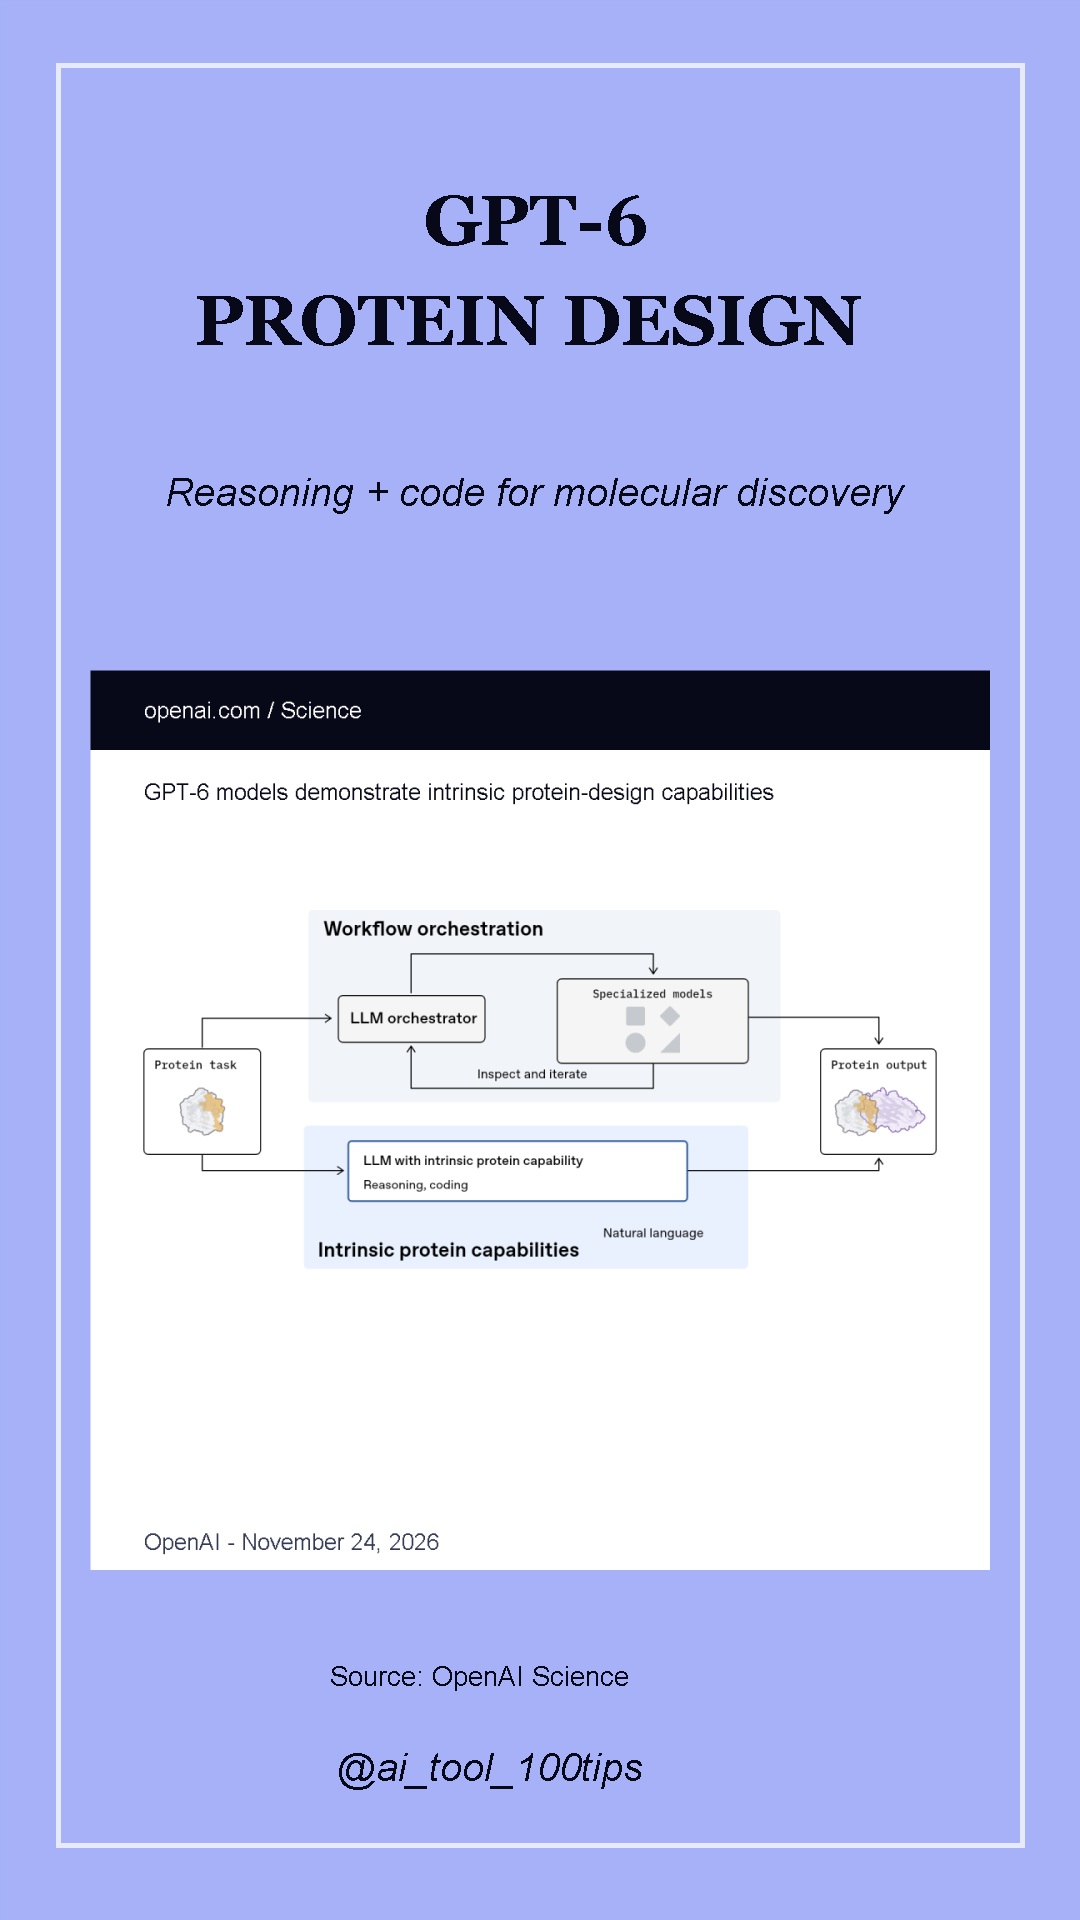 GPT-6
PROTEIN DESIGN
Reasoning + code for molecular discovery
openai.com / Science
GPT-6 models demonstrate intrinsic protein-design capabilities
Workflow orchestration
Specialized models
LLM orchestrator
Inspect and iterate
Protein task
Protein output
LLM with intrinsic protein capability
Reasoning, coding
Natural language
Intrinsic protein capabilities
OpenAI - November 24, 2026
Source: OpenAI Science
@ai_tool_100tips